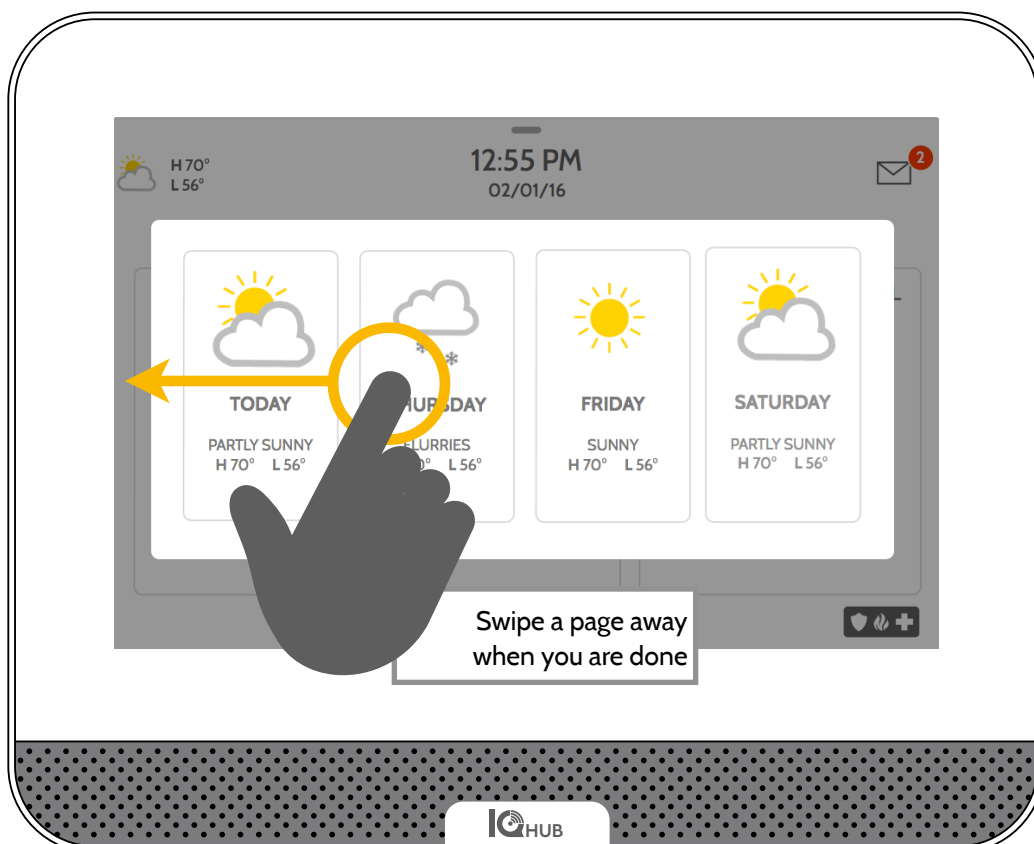 H 70°
L 56°
12:55 PM
02/01/16
2
TODAY
PARTLY SUNNY
H 70° L 56°
L 56°
FRIDAY
SUNNY
H 70° L 56°
SATURDAY
PARTLY SUNNY
H 70° L 56°
Swipe a page away
when you are done
IQ HUB